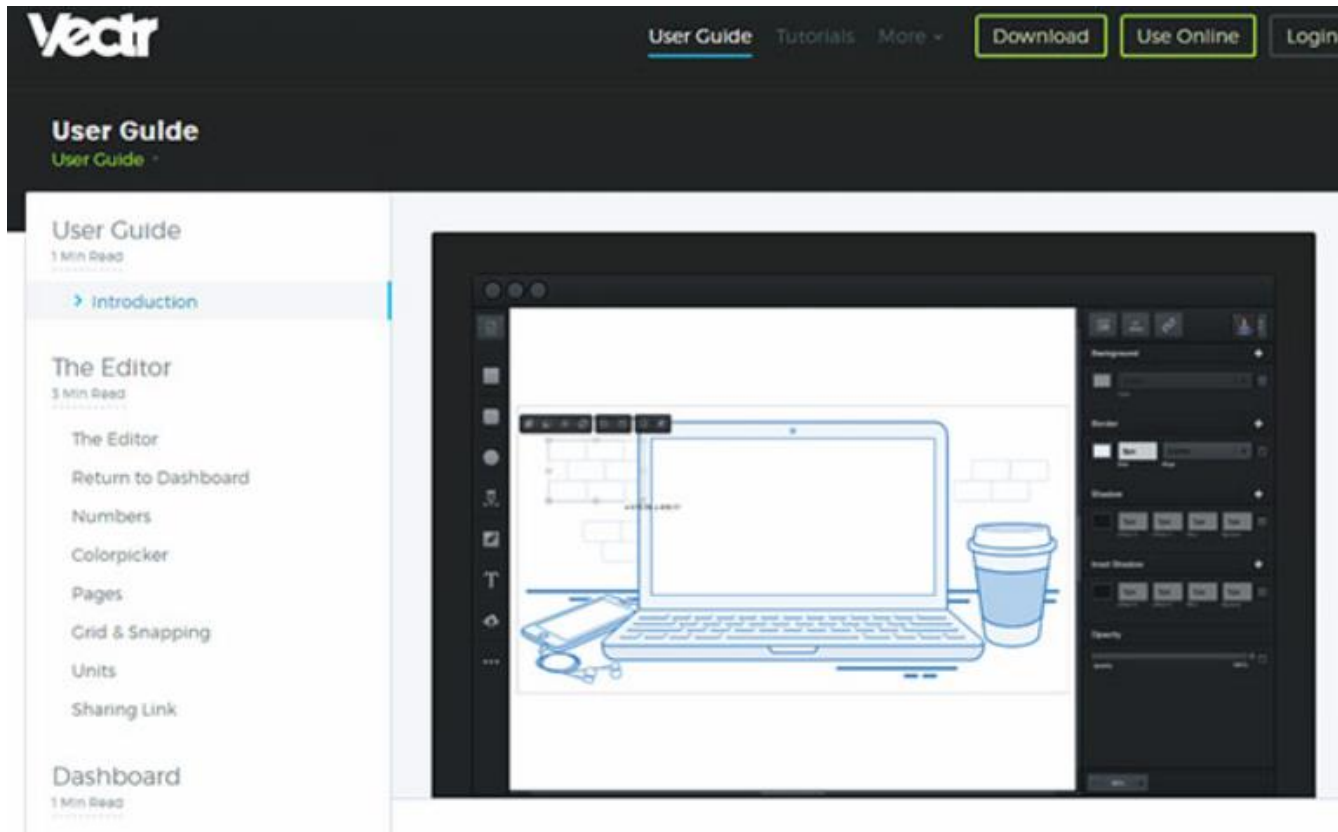 Vectr
User Guide Tutorials More Download Use Online Login
User Guide
User Guide
User Guide
1 Min Read
Introduction
The Editor
3 Min Read
The Editor
Return to Dashboard
Numbers
Colorpicker
Pages
Grid & Snapping
Units
Sharing Link
Dashboard
1 Min Read
Background
Border
Shadow
Inset Shadow
Opacity
T